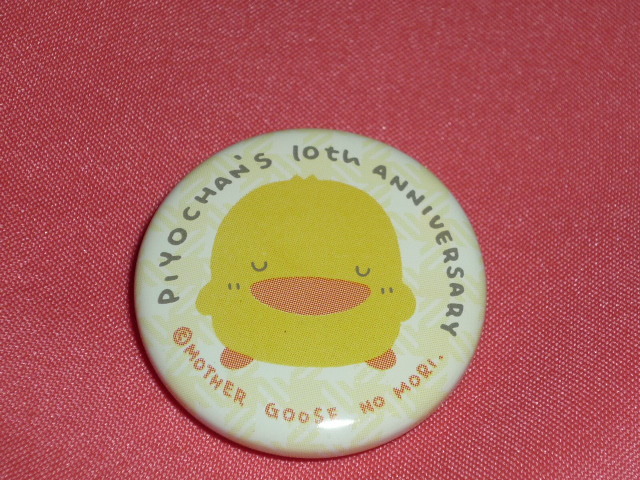 PIYOCHAN'S 10th ANNIVERSARY
©MOTHER GOOSE NO MORI.